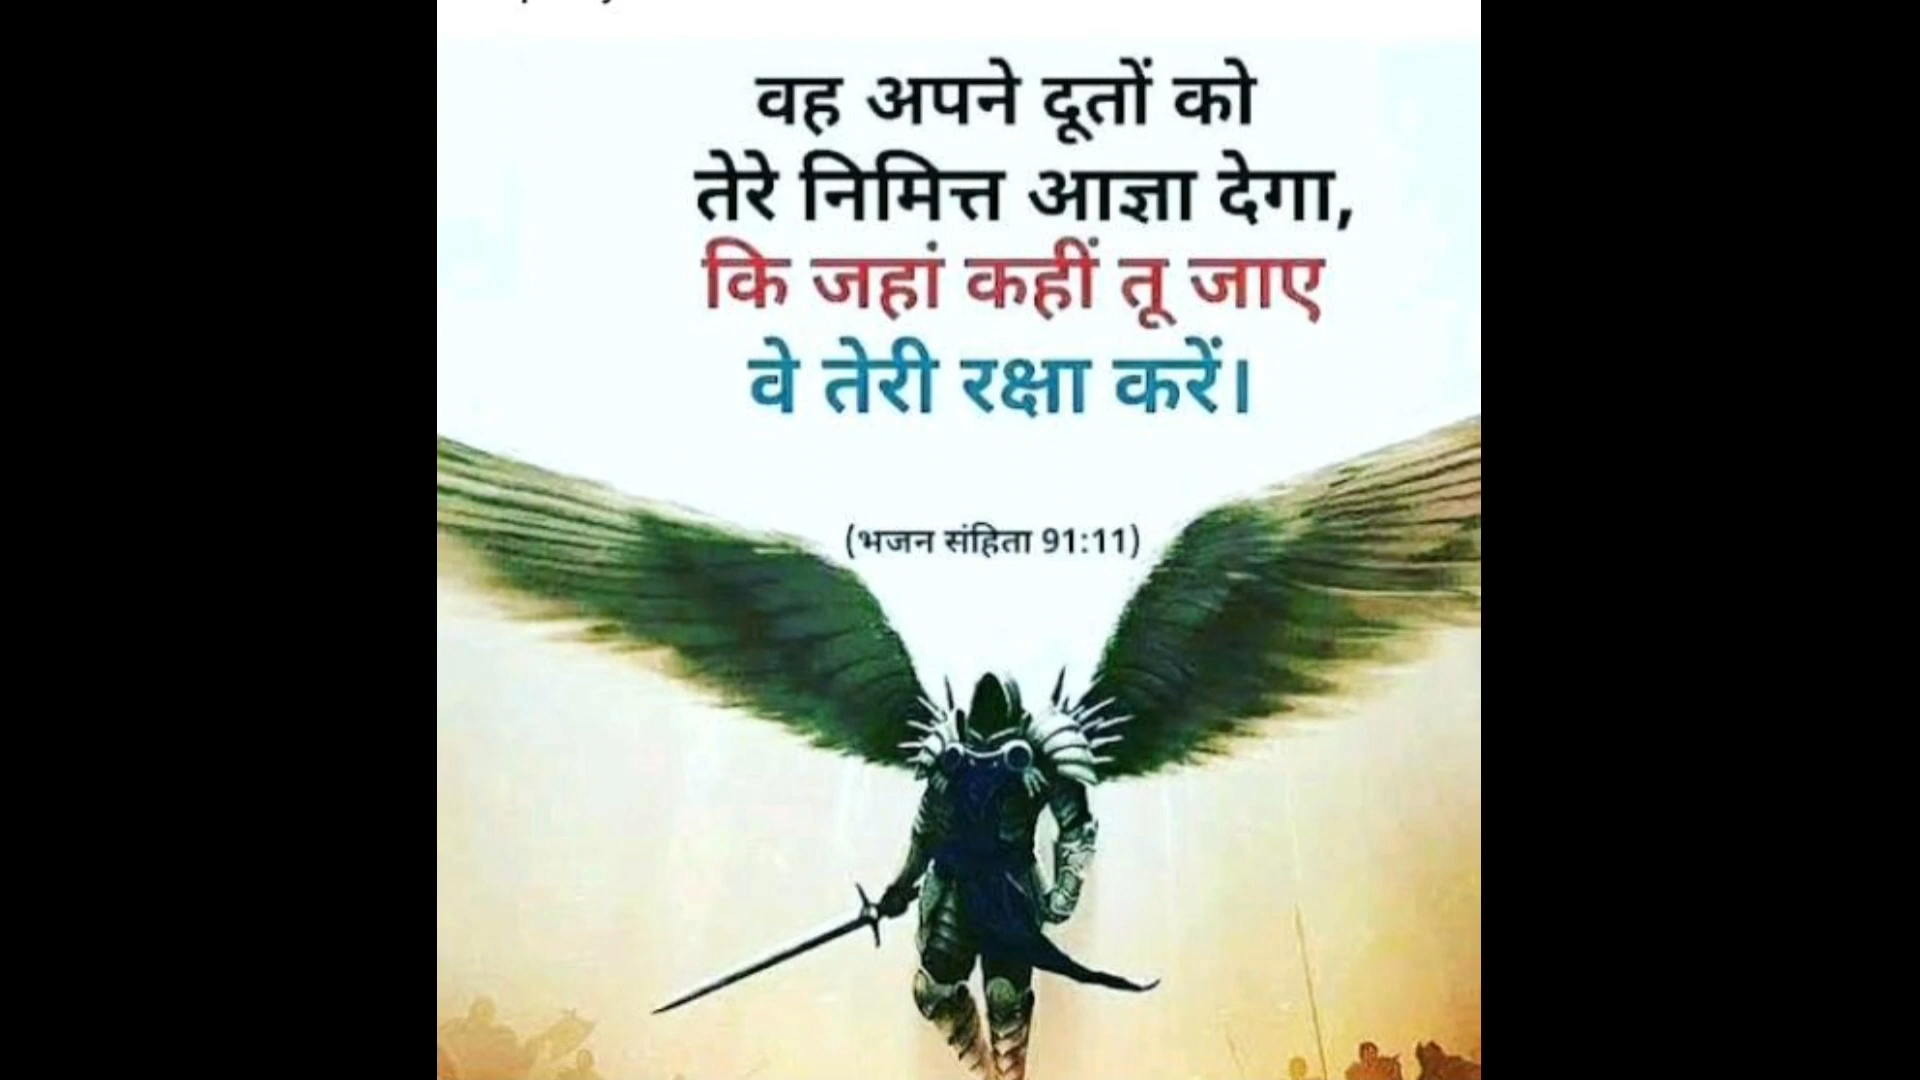 वह अपने दूतों को
तेरे निमित्त आज्ञा देगा,
कि जहां कहीं तू जाए
वे तेरी रक्षा करें।
(भजन संहिता 91:11)